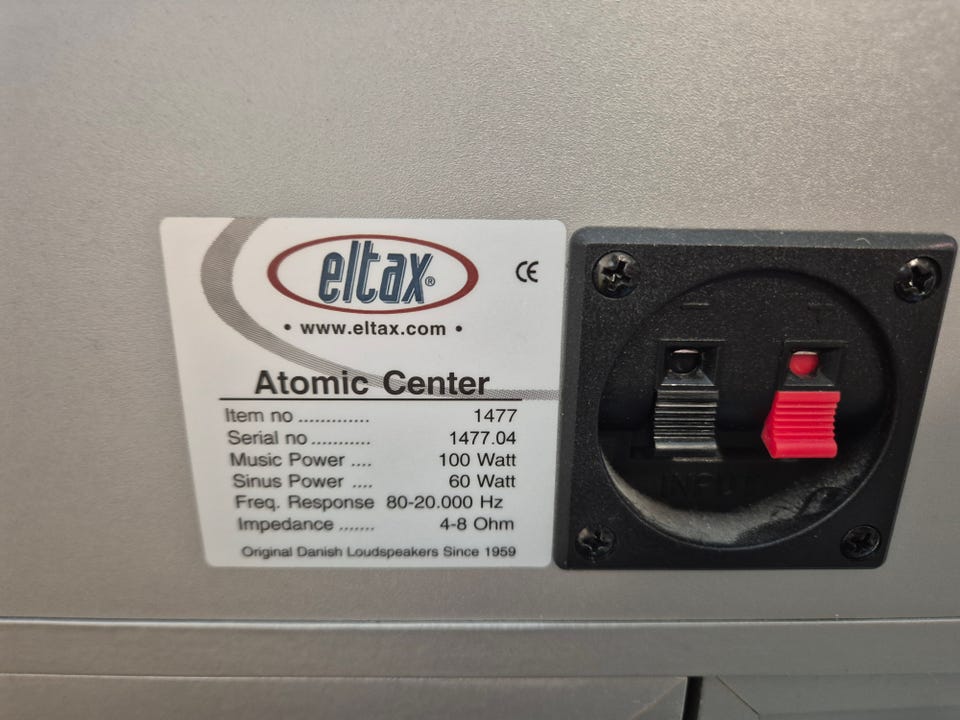 eltax®
CE
• www.eltax.com •
Atomic Center
Item no ............. 1477
Serial no ........... 1477.04
Music Power .... 100 Watt
Sinus Power .... 60 Watt
Freq. Response 80-20.000 Hz
Impedance ....... 4-8 Ohm
Original Danish Loudspeakers Since 1959
− +
INPUT